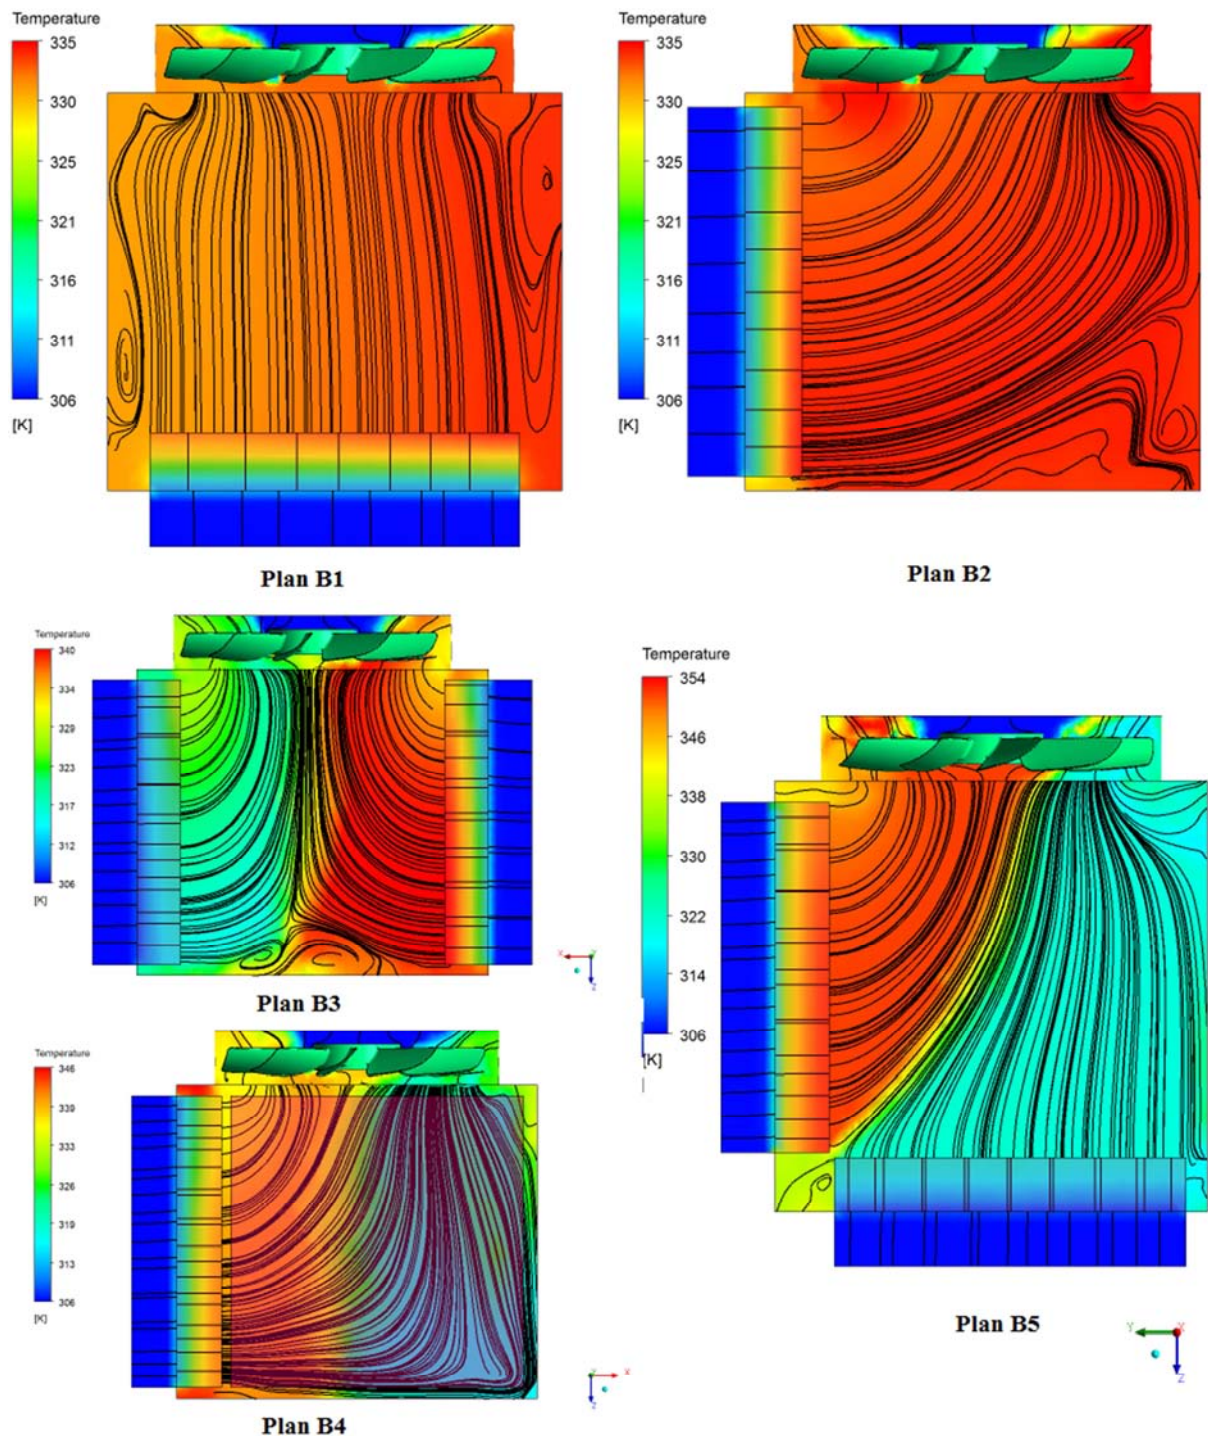 Temperature
335
330
325
321
316
311
306
[K]
Plan B1
Temperature
335
330
325
321
316
311
306
[K]
Plan B2
Temperature
340
334
329
323
317
312
306
[K]
X
Y
Z
Plan B3
Temperature
354
346
338
330
322
314
306
[K]
Plan B5
Y
X
Z
Temperature
346
339
333
326
319
313
306
[K]
Y
X
Z
Plan B4